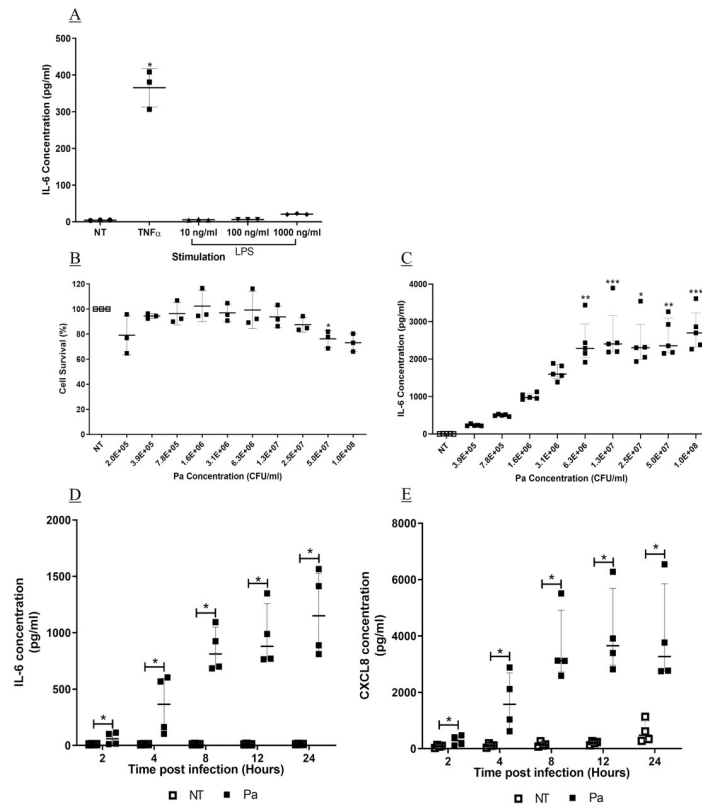 A
IL-6 Concentration (pg/ml)
500
400
300
200
100
0
*
NT TNFα 10 ng/ml 100 ng/ml 1000 ng/ml
LPS
Stimulation
B
Cell Survival (%)
120
100
80
60
40
20
0
*
NT 2.0E+05 3.9E+05 7.8E+05 1.6E+06 3.1E+06 6.3E+06 1.3E+07 2.5E+07 5.0E+07 1.0E+08
Pa Concentration (CFU/ml)
C
IL-6 Concentration (pg/ml)
4000
3000
2000
1000
0
** *** * ** ***
NT 3.9E+05 7.8E+05 1.6E+06 3.1E+06 6.3E+06 1.3E+07 2.5E+07 5.0E+07 1.0E+08
Pa Concentration (CFU/ml)
D
IL-6 concentration
(pg/ml)
2000
1500
1000
500
0
* * * * *
2 4 8 12 24
Time post infection (Hours)
NT Pa
E
CXCL8 concentration
(pg/ml)
8000
6000
4000
2000
0
* * * * *
2 4 8 12 24
Time post infection (Hours)
NT Pa